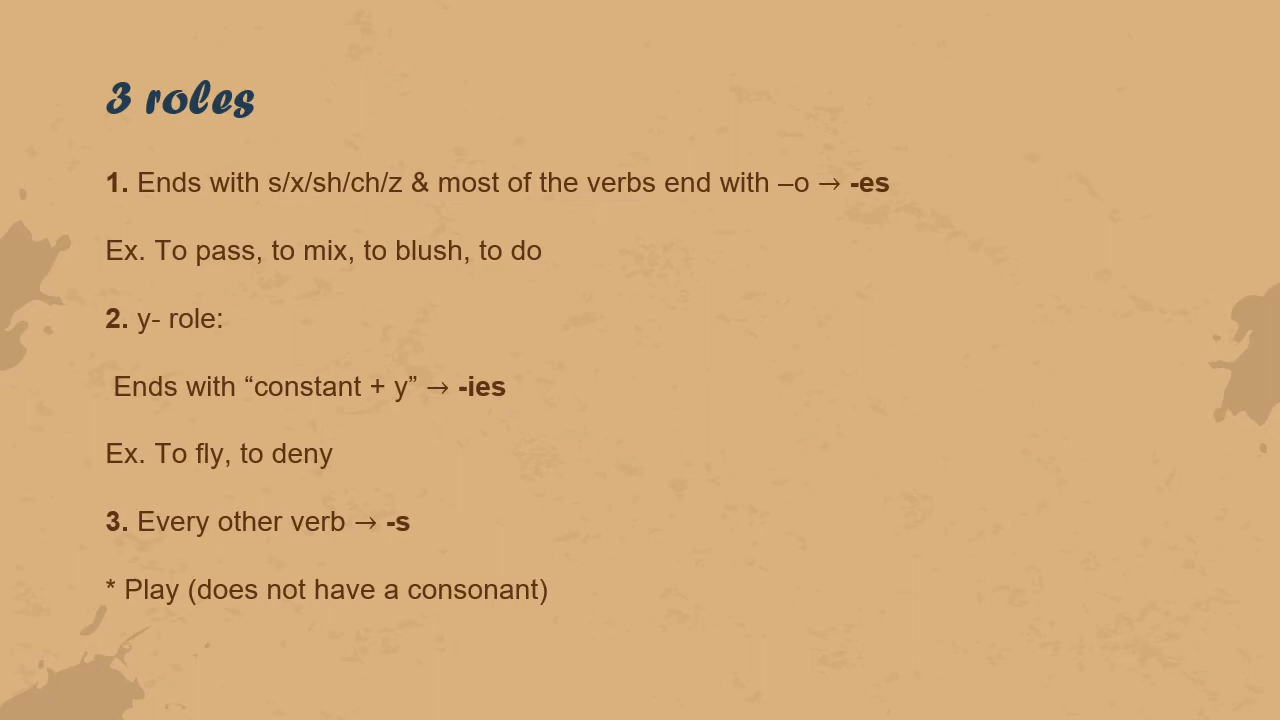 3 roles
1. Ends with s/x/sh/ch/z & most of the verbs end with –o → -es
Ex. To pass, to mix, to blush, to do
2. y- role:
Ends with “constant + y” → -ies
Ex. To fly, to deny
3. Every other verb → -s
* Play (does not have a consonant)